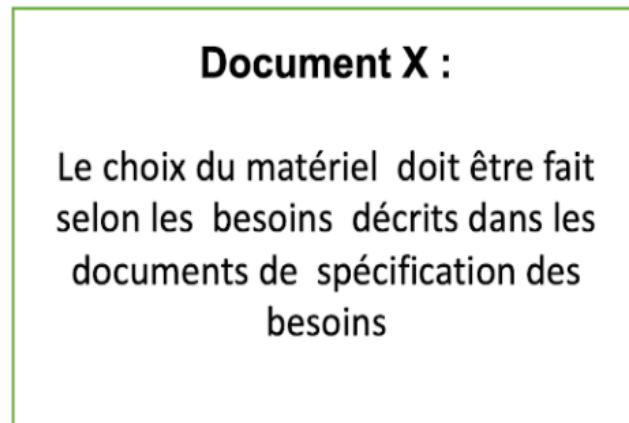 Document X :
Le choix du matériel doit être fait
selon les besoins décrits dans les
documents de spécification des
besoins